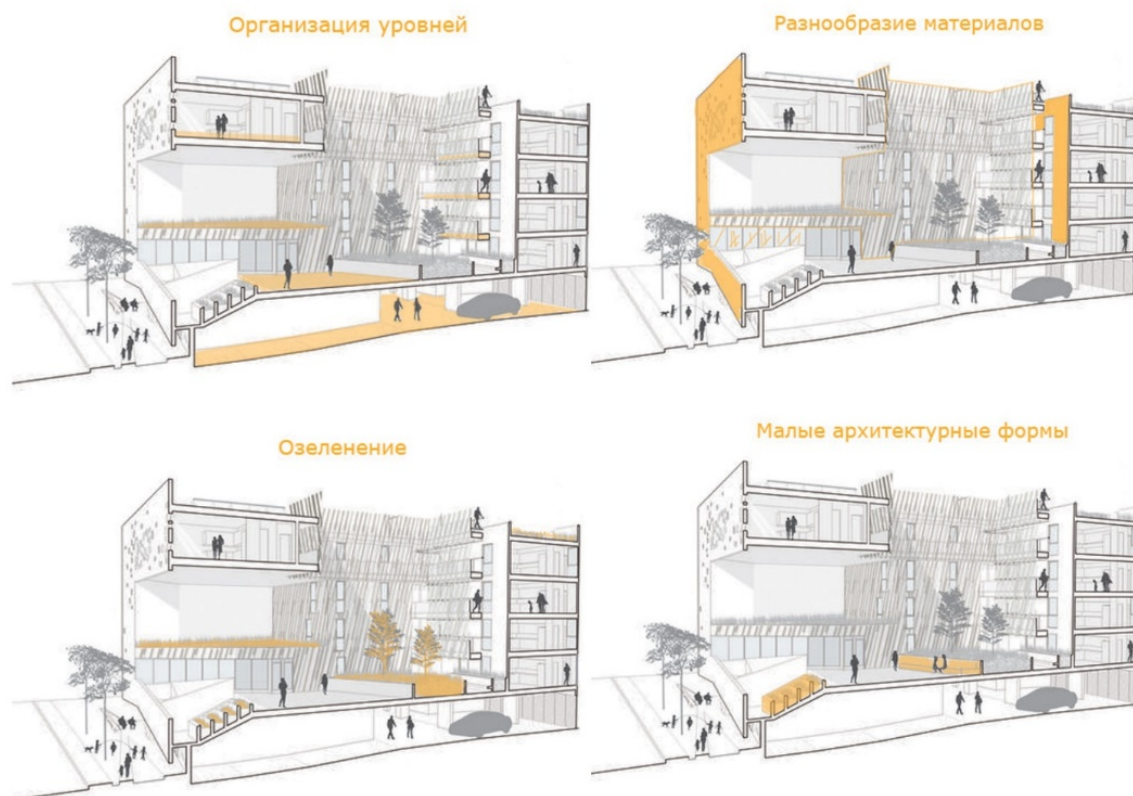 Организация уровней
Разнообразие материалов
Озеленение
Малые архитектурные формы